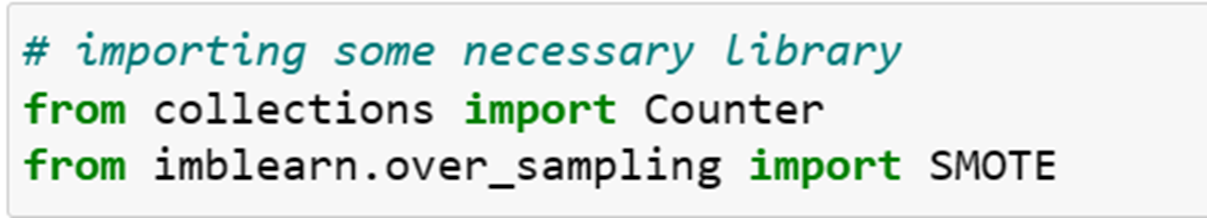 # importing some necessary library
from collections import Counter
from imblearn.over_sampling import SMOTE